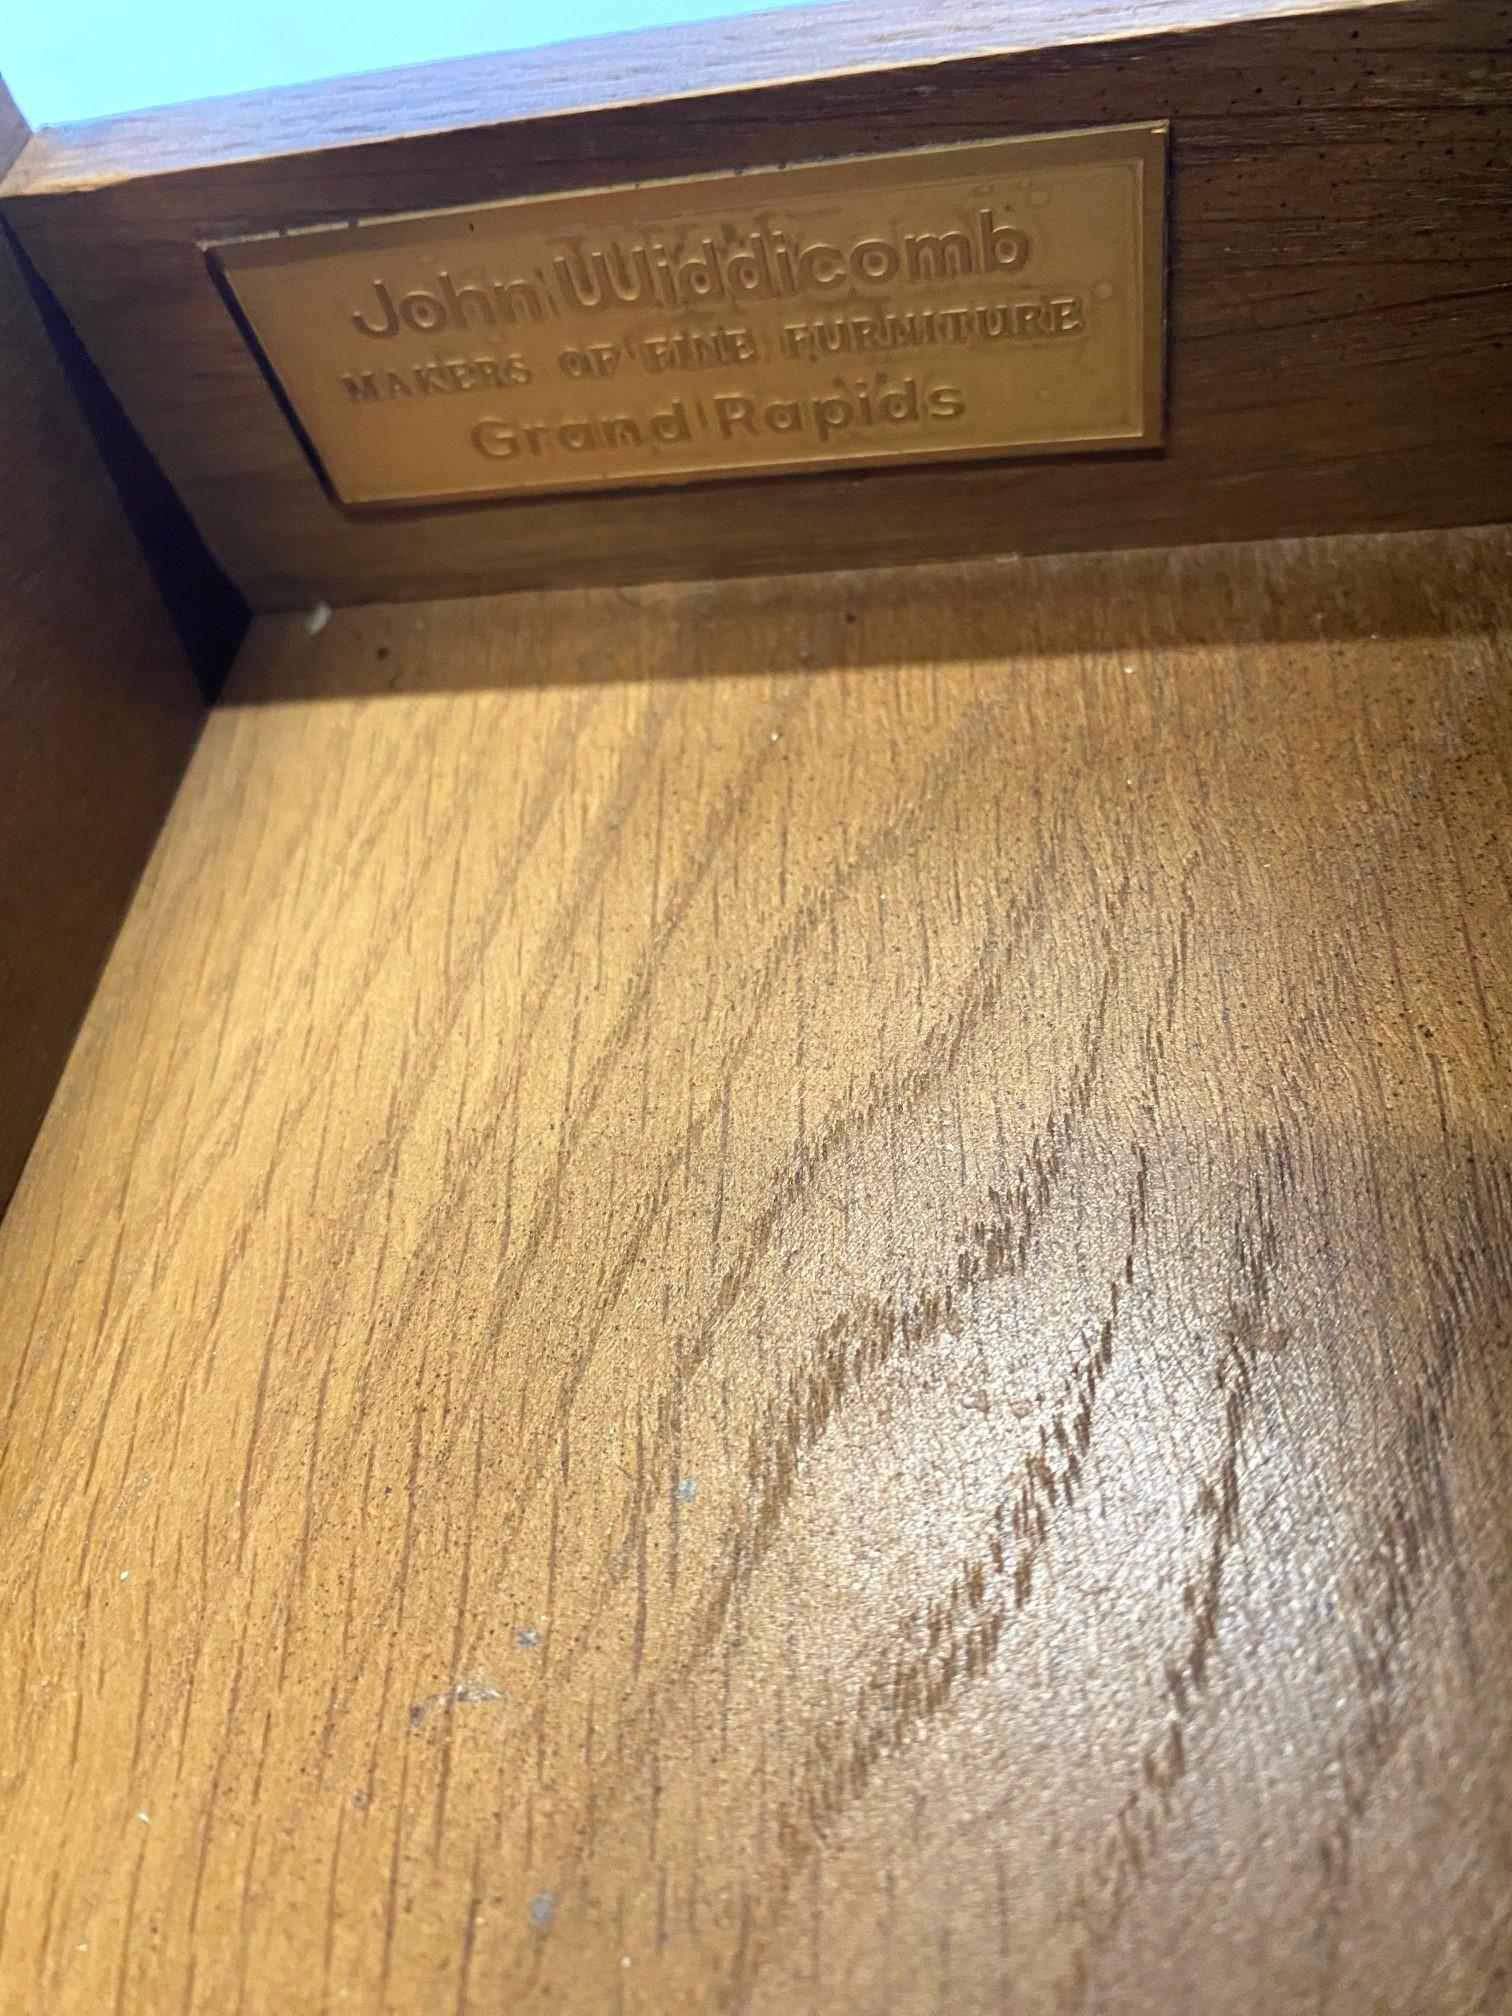 John Widdicomb
MAKERS OF FINE FURNITURE
Grand Rapids